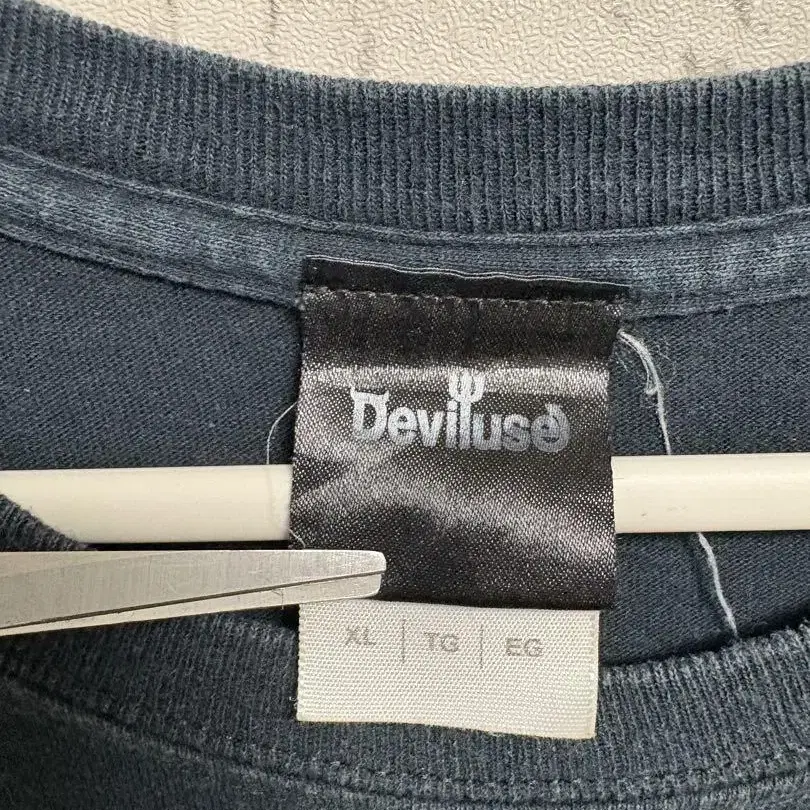 Deviluse
XL | TG | EG